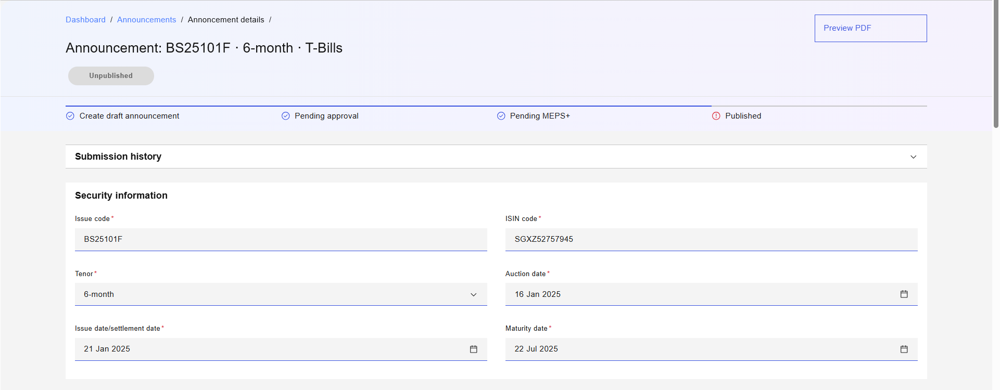 Dashboard / Announcements / Annoncement details /
Preview PDF
Announcement: BS25101F · 6-month · T-Bills
Unpublished
Create draft announcement
Pending approval
Pending MEPS+
Published
Submission history
Security information
Issue code*
ISIN code*
BS25101F
SGXZ52757945
Tenor*
Auction date*
6-month
16 Jan 2025
Issue date/settlement date*
Maturity date*
21 Jan 2025
22 Jul 2025